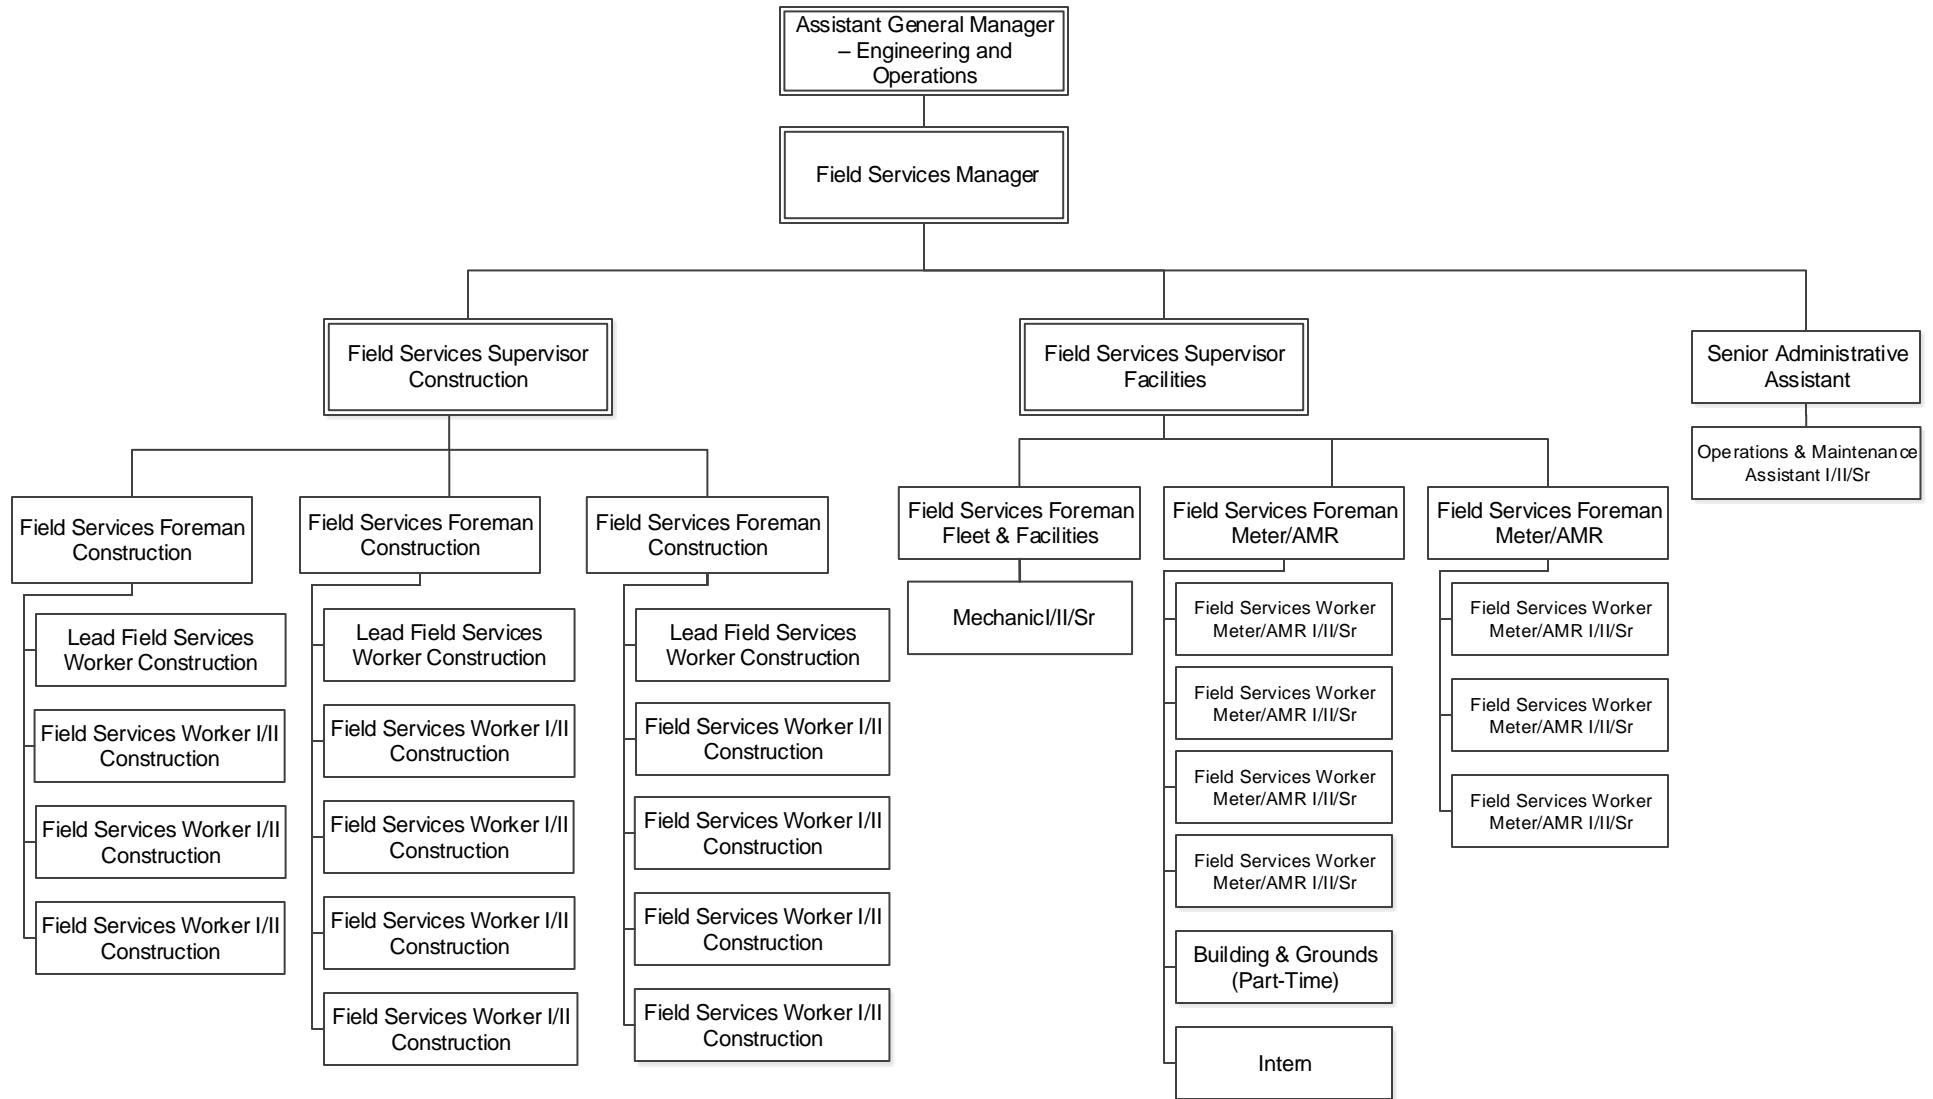 Assistant General Manager
– Engineering and
Operations
Field Services Manager
Field Services Supervisor
Construction
Field Services Supervisor
Facilities
Senior Administrative
Assistant
Operations & Maintenance
Assistant I/II/Sr
Field Services Foreman
Construction
Field Services Foreman
Construction
Field Services Foreman
Construction
Field Services Foreman
Fleet & Facilities
Field Services Foreman
Meter/AMR
Field Services Foreman
Meter/AMR
Lead Field Services
Worker Construction
Field Services Worker I/II
Construction
Field Services Worker I/II
Construction
Field Services Worker I/II
Construction
Lead Field Services
Worker Construction
Field Services Worker I/II
Construction
Field Services Worker I/II
Construction
Field Services Worker I/II
Construction
Field Services Worker I/II
Construction
Lead Field Services
Worker Construction
Field Services Worker I/II
Construction
Field Services Worker I/II
Construction
Field Services Worker I/II
Construction
Field Services Worker I/II
Construction
MechanicI/II/Sr
Field Services Worker
Meter/AMR I/II/Sr
Field Services Worker
Meter/AMR I/II/Sr
Field Services Worker
Meter/AMR I/II/Sr
Field Services Worker
Meter/AMR I/II/Sr
Building & Grounds
(Part-Time)
Intern
Field Services Worker
Meter/AMR I/II/Sr
Field Services Worker
Meter/AMR I/II/Sr
Field Services Worker
Meter/AMR I/II/Sr